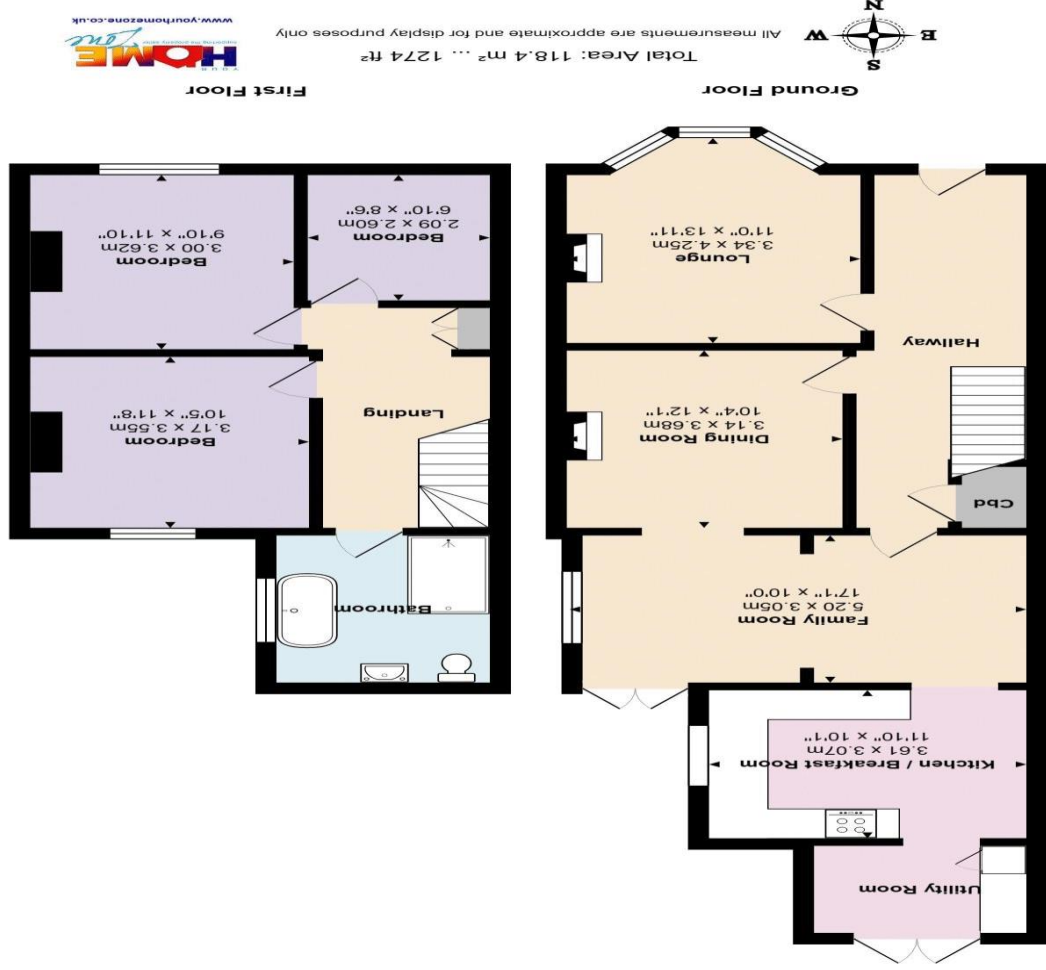 Utility Room
Kitchen / Breakfast Room
3.61 x 3.07m
11'10" x 10'1"
Family Room
5.20 x 3.05m
17'1" x 10'0"
Cbd
Dining Room
3.14 x 3.68m
10'4" x 12'1"
Hallway
Lounge
3.34 x 4.25m
11'0" x 13'11"
Ground Floor
Bathroom
Landing
Bedroom
3.17 x 3.55m
10'5" x 11'8"
Bedroom
2.09 x 2.60m
6'10" x 8'6"
Bedroom
3.00 x 3.62m
9'10" x 11'10"
First Floor
S
E
W
N
Total Area: 118.4 m² ... 1274 ft²
All measurements are approximate and for display purposes only
YOUR
HOME
Zone
www.yourhomezone.co.uk